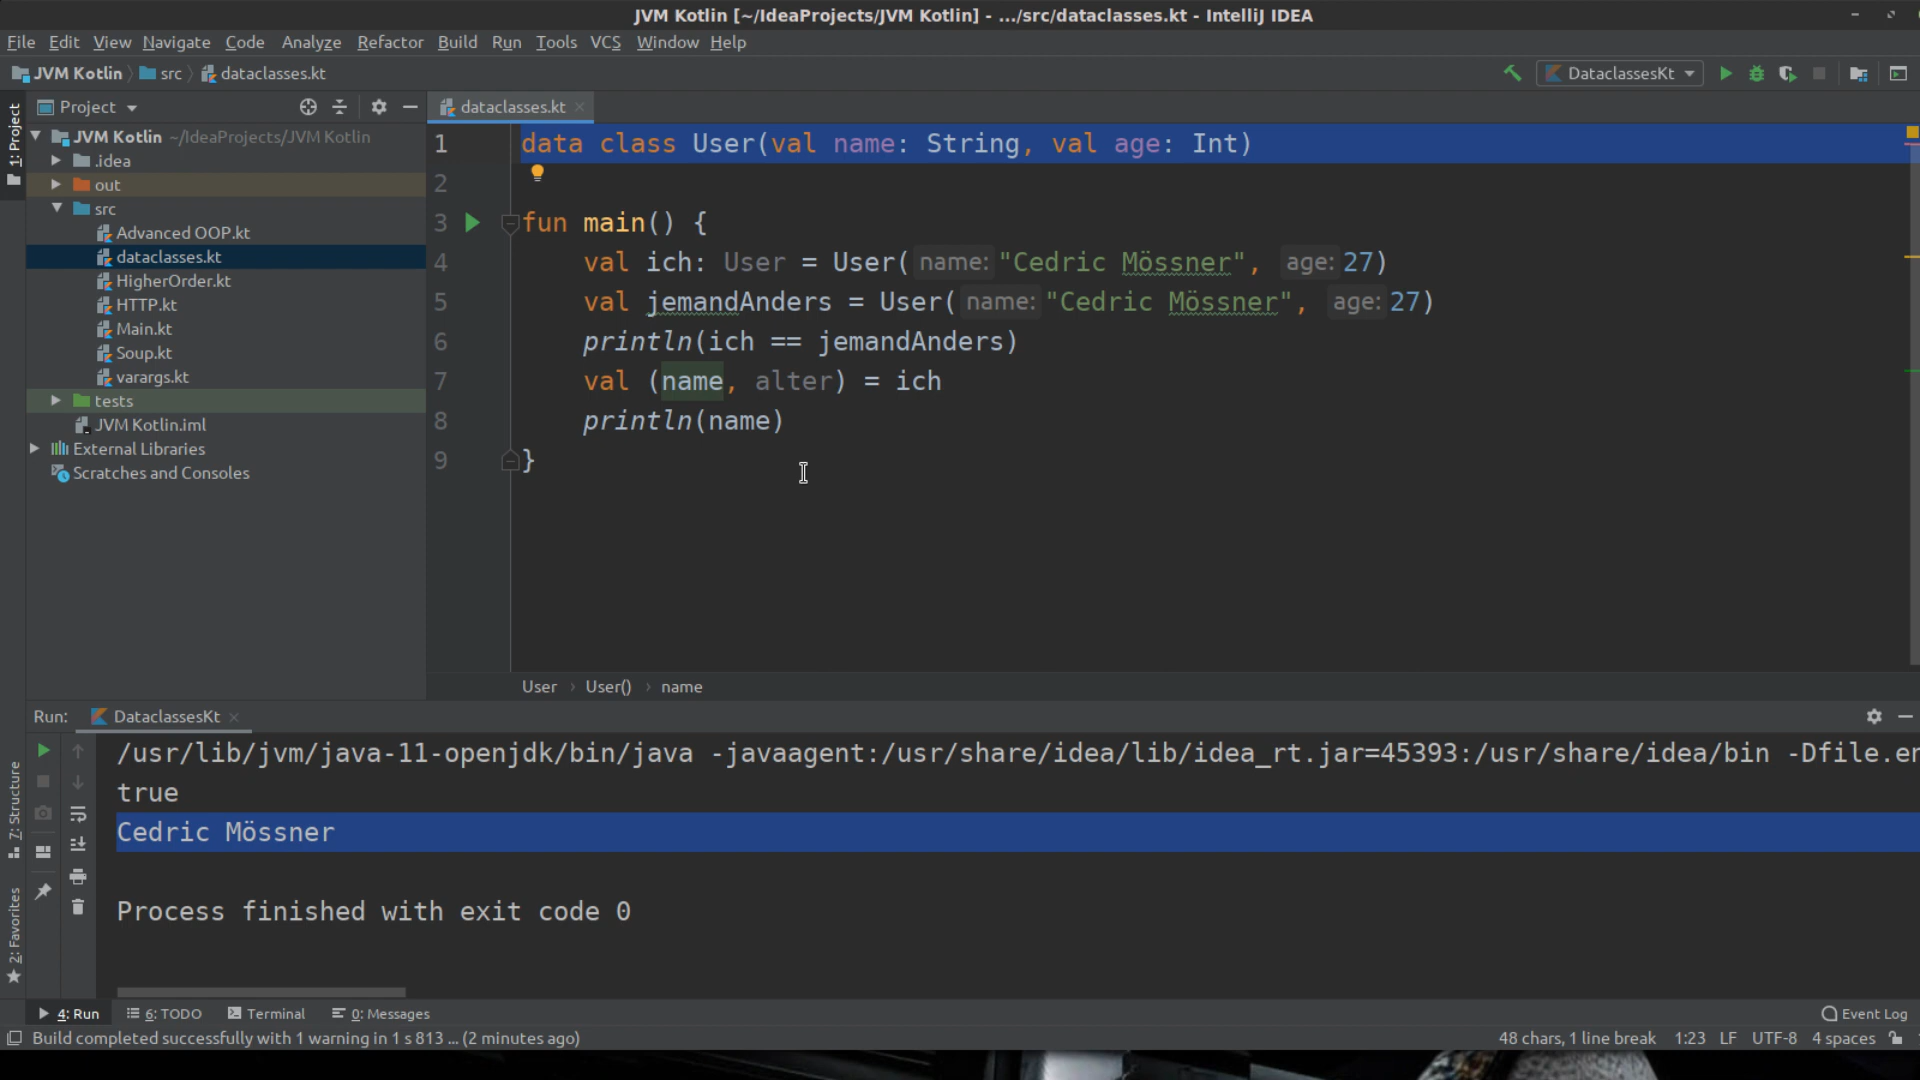 JVM Kotlin [~/IdeaProjects/JVM Kotlin] - .../src/dataclasses.kt - IntelliJ IDEA
File Edit View Navigate Code Analyze Refactor Build Run Tools VCS Window Help
JVM Kotlin src dataclasses.kt
DataclassesKt
1: Project
Project
dataclasses.kt
JVM Kotlin ~/IdeaProjects/JVM Kotlin
.idea
out
src
Advanced OOP.kt
dataclasses.kt
HigherOrder.kt
HTTP.kt
Main.kt
Soup.kt
varargs.kt
tests
JVM Kotlin.iml
External Libraries
Scratches and Consoles
1 data class User(val name: String, val age: Int)
2
3 fun main() {
4 val ich: User = User( name: "Cedric Mössner", age: 27)
5 val jemandAnders = User( name: "Cedric Mössner", age: 27)
6 println(ich == jemandAnders)
7 val (name, alter) = ich
8 println(name)
9 }
User › User() › name
Run: DataclassesKt
/usr/lib/jvm/java-11-openjdk/bin/java -javaagent:/usr/share/idea/lib/idea_rt.jar=45393:/usr/share/idea/bin -Dfile.en
true
Cedric Mössner
Process finished with exit code 0
7: Structure
2: Favorites
4: Run 6: TODO Terminal 0: Messages Event Log
Build completed successfully with 1 warning in 1 s 813 ... (2 minutes ago) 48 chars, 1 line break 1:23 LF UTF-8 4 spaces